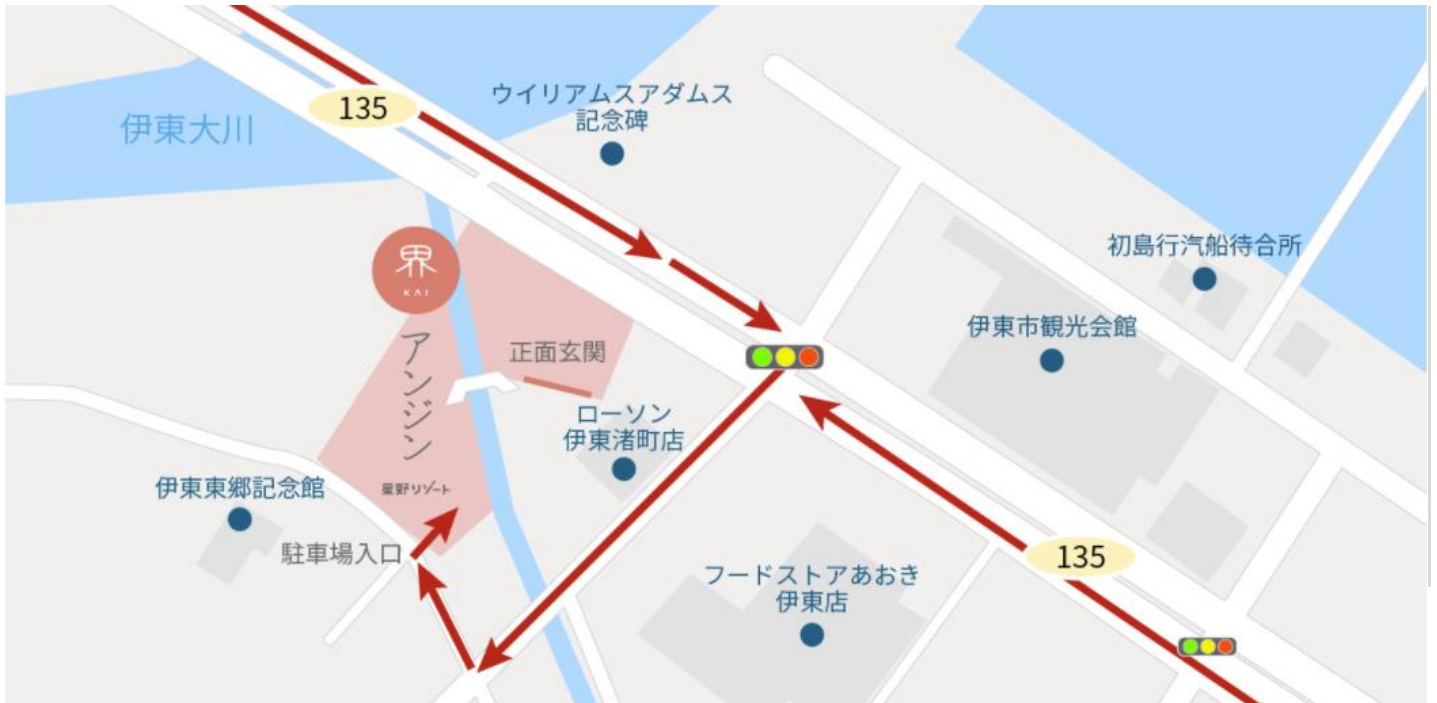 135
ウイリアムスアダムス
記念碑
伊東大川
界
KAI
アンジン
星野リゾート
正面玄関
初島行汽船待合所
伊東市観光会館
ローソン
伊東渚町店
伊東東郷記念館
駐車場入口
135
フードストアあおき
伊東店